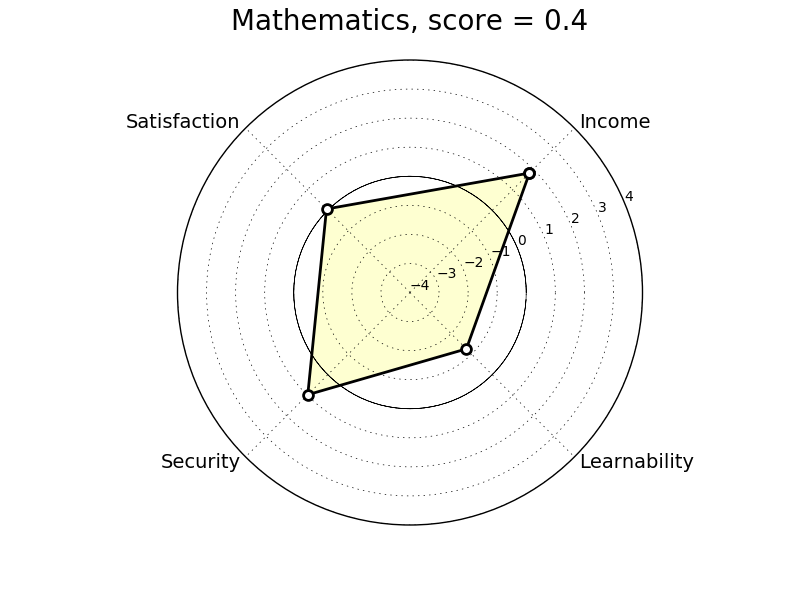 Mathematics, score = 0.4
Satisfaction
Income
4
3
2
1
0
−1
−2
−3
−4
Security
Learnability